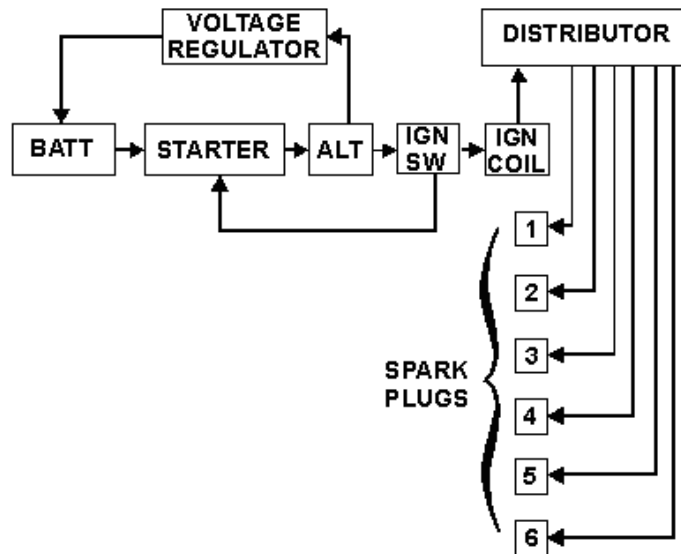 VOLTAGE
REGULATOR
DISTRIBUTOR
BATT
STARTER
ALT
IGN
SW
IGN
COIL
1
2
3
SPARK
PLUGS
4
5
6